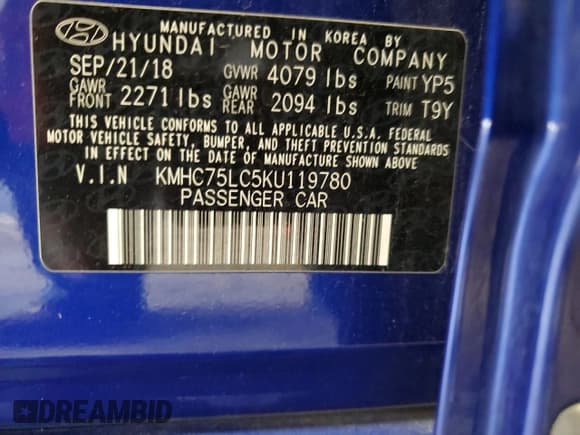 MANUFACTURED IN KOREA BY
HYUNDAI MOTOR COMPANY
SEP/21/18 GVWR 4079 lbs PAINT YP5
GAWR FRONT 2271 lbs GAWR REAR 2094 lbs TRIM T9Y
THIS VEHICLE CONFORMS TO ALL APPLICABLE U.S.A. FEDERAL
MOTOR VEHICLE SAFETY, BUMPER, AND THEFT PREVENTION STANDARDS
IN EFFECT ON THE DATE OF MANUFACTURE SHOWN ABOVE.
V.I.N KMHC75LC5KU119780
PASSENGER CAR
DREAMBID